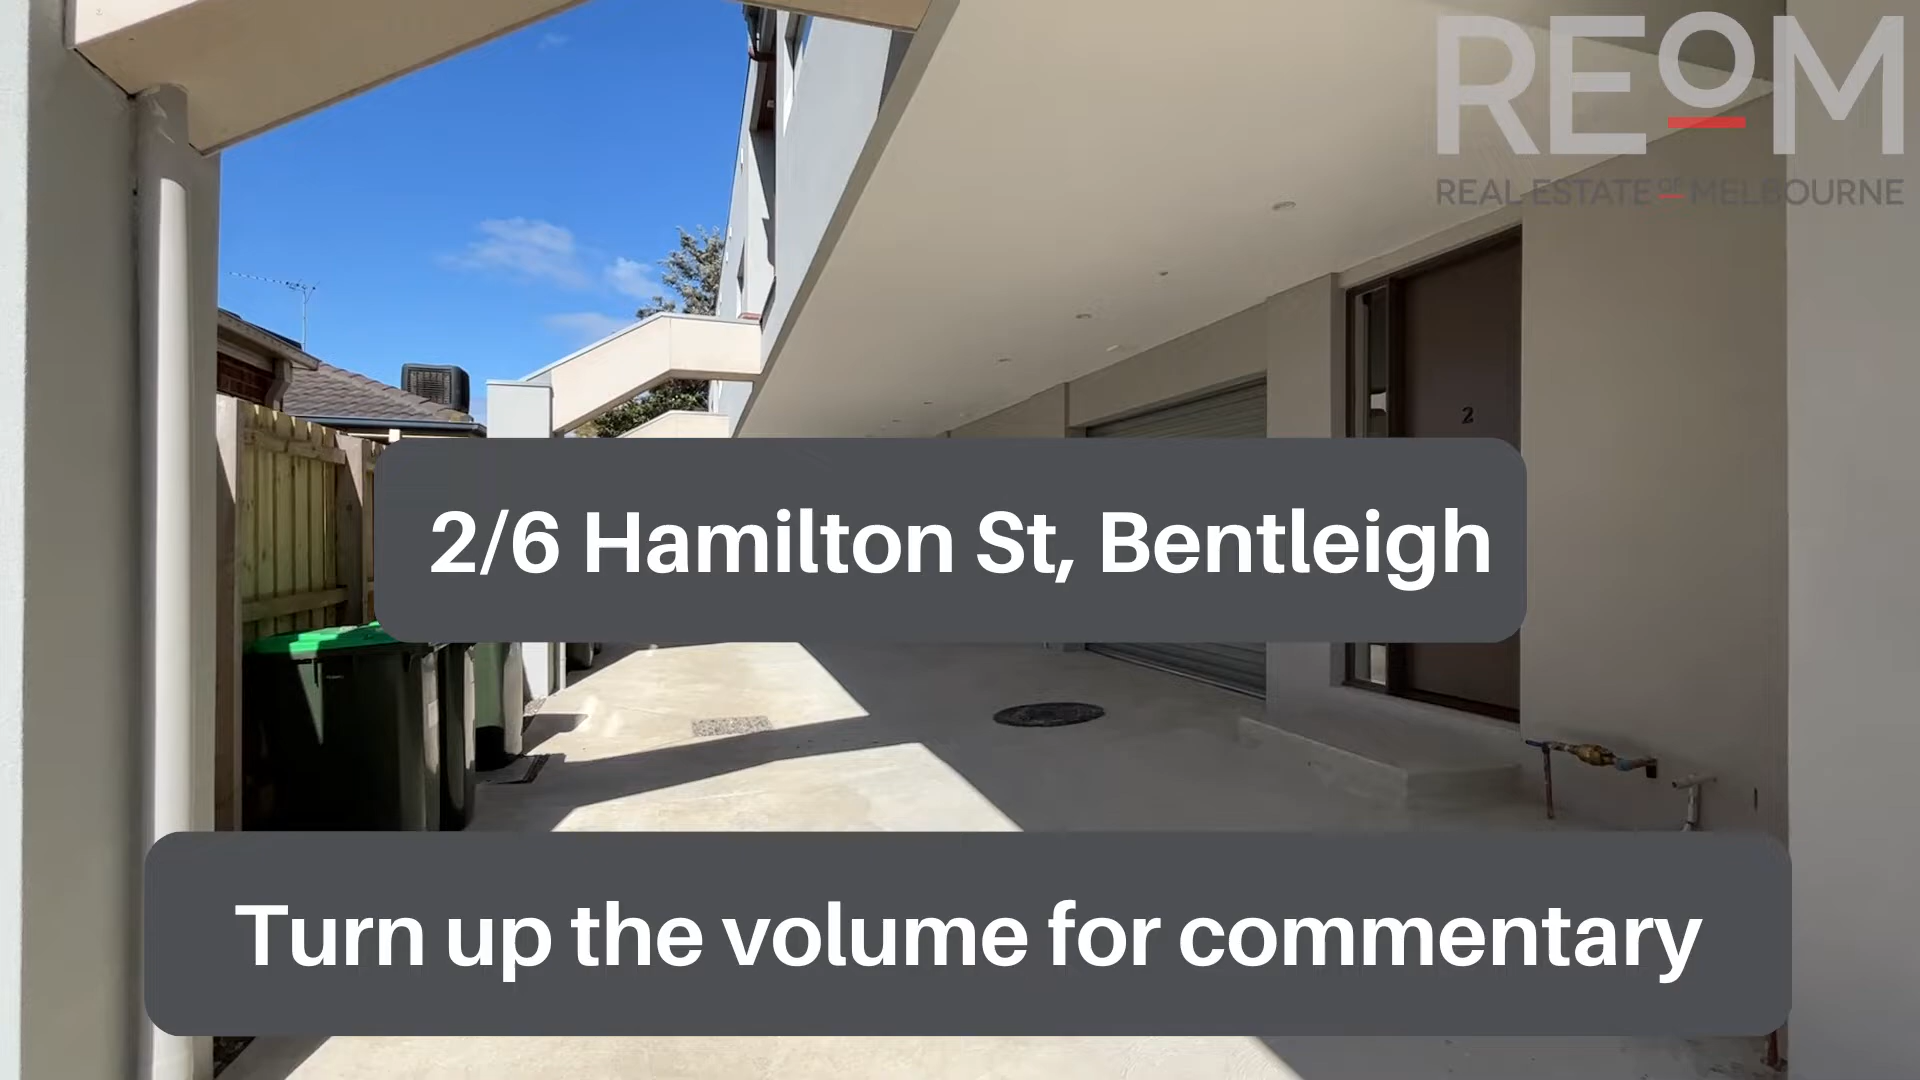 REOM
REAL ESTATE OF MELBOURNE
2
2/6 Hamilton St, Bentleigh
Turn up the volume for commentary